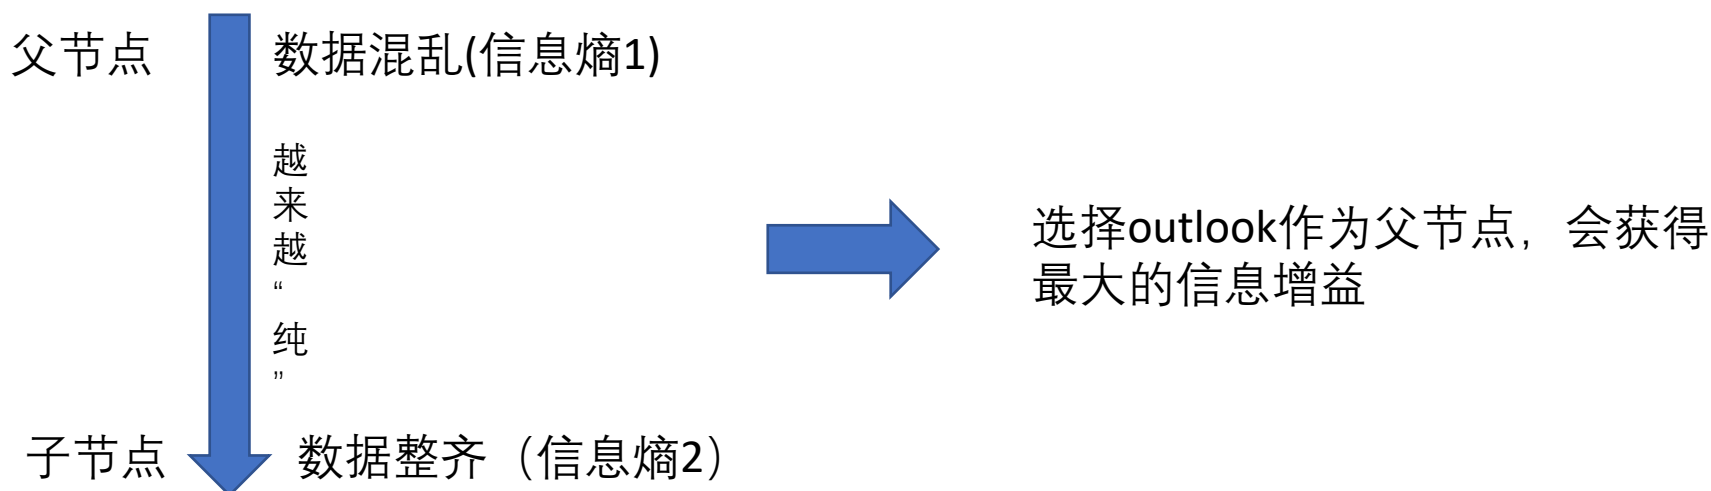 父节点
数据混乱(信息熵1)
越
来
越
“
纯
”
选择outlook作为父节点，会获得
最大的信息增益
子节点
数据整齐（信息熵2）